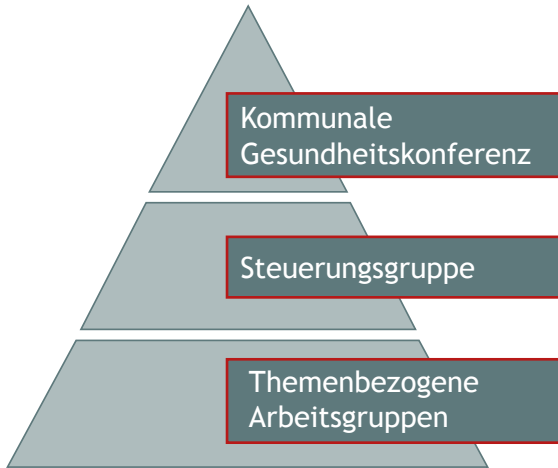 Kommunale
Gesundheitskonferenz
Steuerungsgruppe
Themenbezogene
Arbeitsgruppen